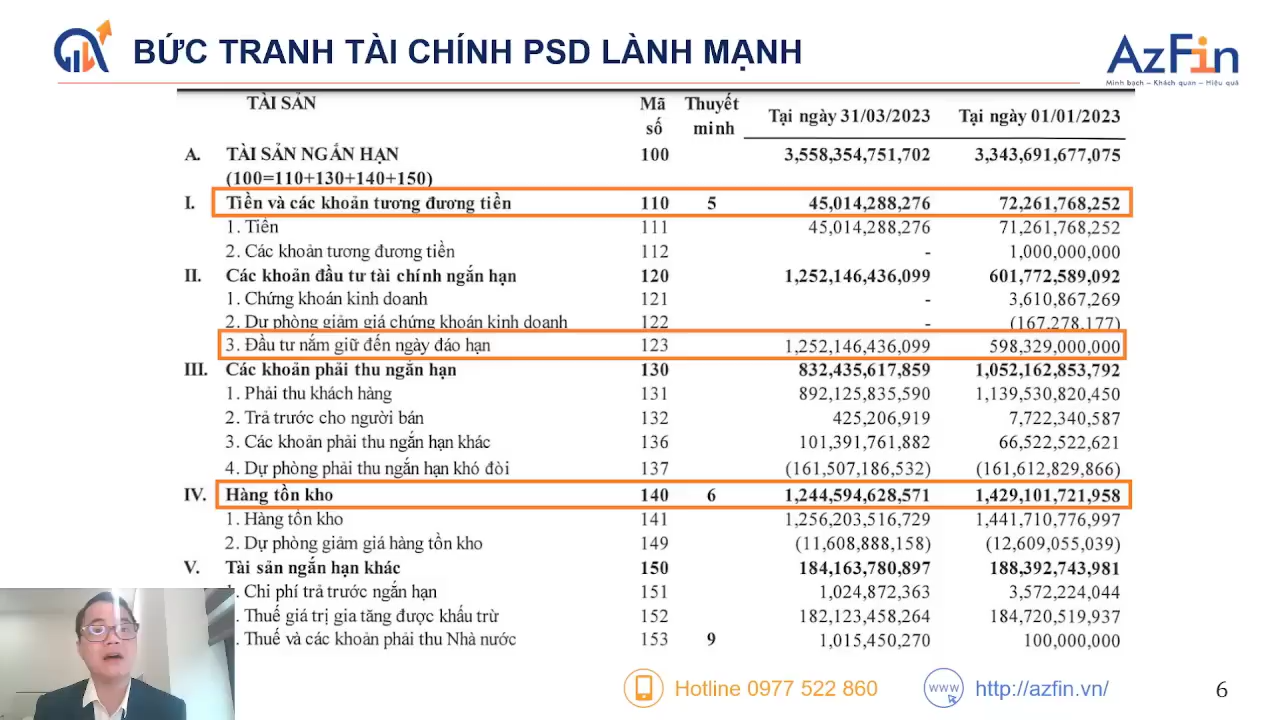 BỨC TRANH TÀI CHÍNH PSD LÀNH MẠNH
AzFin
Minh bạch – Khách quan – Hiệu quả
TÀI SẢN Mã số Thuyết minh Tại ngày 31/03/2023 Tại ngày 01/01/2023
A. TÀI SẢN NGẮN HẠN 100 3,558,354,751,702 3,343,691,677,075
(100=110+130+140+150)
I. Tiền và các khoản tương đương tiền 110 5 45,014,288,276 72,261,768,252
1. Tiền 111 45,014,288,276 71,261,768,252
2. Các khoản tương đương tiền 112 - 1,000,000,000
II. Các khoản đầu tư tài chính ngắn hạn 120 1,252,146,436,099 601,772,589,092
1. Chứng khoán kinh doanh 121 - 3,610,867,269
2. Dự phòng giảm giá chứng khoán kinh doanh 122 - (167,278,177)
3. Đầu tư nắm giữ đến ngày đáo hạn 123 1,252,146,436,099 598,329,000,000
III. Các khoản phải thu ngắn hạn 130 832,435,617,859 1,052,162,853,792
1. Phải thu khách hàng 131 892,125,835,590 1,139,530,820,450
2. Trả trước cho người bán 132 425,206,919 7,722,340,587
3. Các khoản phải thu ngắn hạn khác 136 101,391,761,882 66,522,522,621
4. Dự phòng phải thu ngắn hạn khó đòi 137 (161,507,186,532) (161,612,829,866)
IV. Hàng tồn kho 140 6 1,244,594,628,571 1,429,101,721,958
1. Hàng tồn kho 141 1,256,203,516,729 1,441,710,776,997
2. Dự phòng giảm giá hàng tồn kho 149 (11,608,888,158) (12,609,055,039)
V. Tài sản ngắn hạn khác 150 184,163,780,897 188,392,743,981
. Chi phí trả trước ngắn hạn 151 1,024,872,363 3,572,224,044
. Thuế giá trị gia tăng được khấu trừ 152 182,123,458,264 184,720,519,937
. Thuế và các khoản phải thu Nhà nước 153 9 1,015,450,270 100,000,000
Hotline 0977 522 860 www http://azfin.vn/ 6